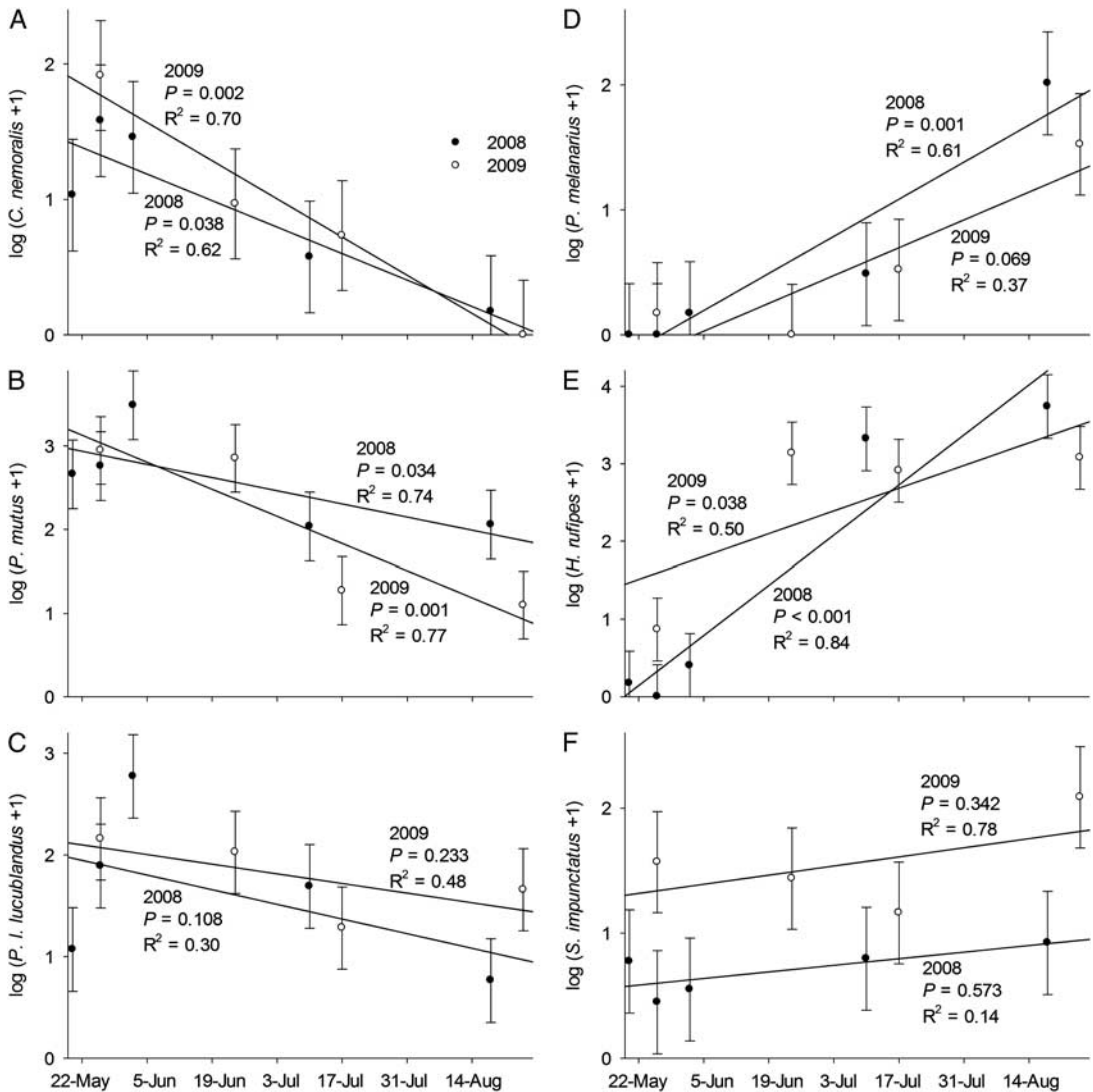 A
log (C. nemoralis +1)
2
1
0
2009
P = 0.002
R² = 0.70
2008
2009
2008
P = 0.038
R² = 0.62
B
log (P. mutus +1)
3
2
1
0
2008
P = 0.034
R² = 0.74
2009
P = 0.001
R² = 0.77
C
log (P. l. lucublandus +1)
3
2
1
0
2009
P = 0.233
R² = 0.48
2008
P = 0.108
R² = 0.30
22-May 5-Jun 19-Jun 3-Jul 17-Jul 31-Jul 14-Aug
D
log (P. melanarius +1)
2
1
0
2008
P = 0.001
R² = 0.61
2009
P = 0.069
R² = 0.37
E
log (H. rufipes +1)
4
3
2
1
0
2009
P = 0.038
R² = 0.50
2008
P < 0.001
R² = 0.84
F
log (S. impunctatus +1)
2
1
0
2009
P = 0.342
R² = 0.78
2008
P = 0.573
R² = 0.14
22-May 5-Jun 19-Jun 3-Jul 17-Jul 31-Jul 14-Aug